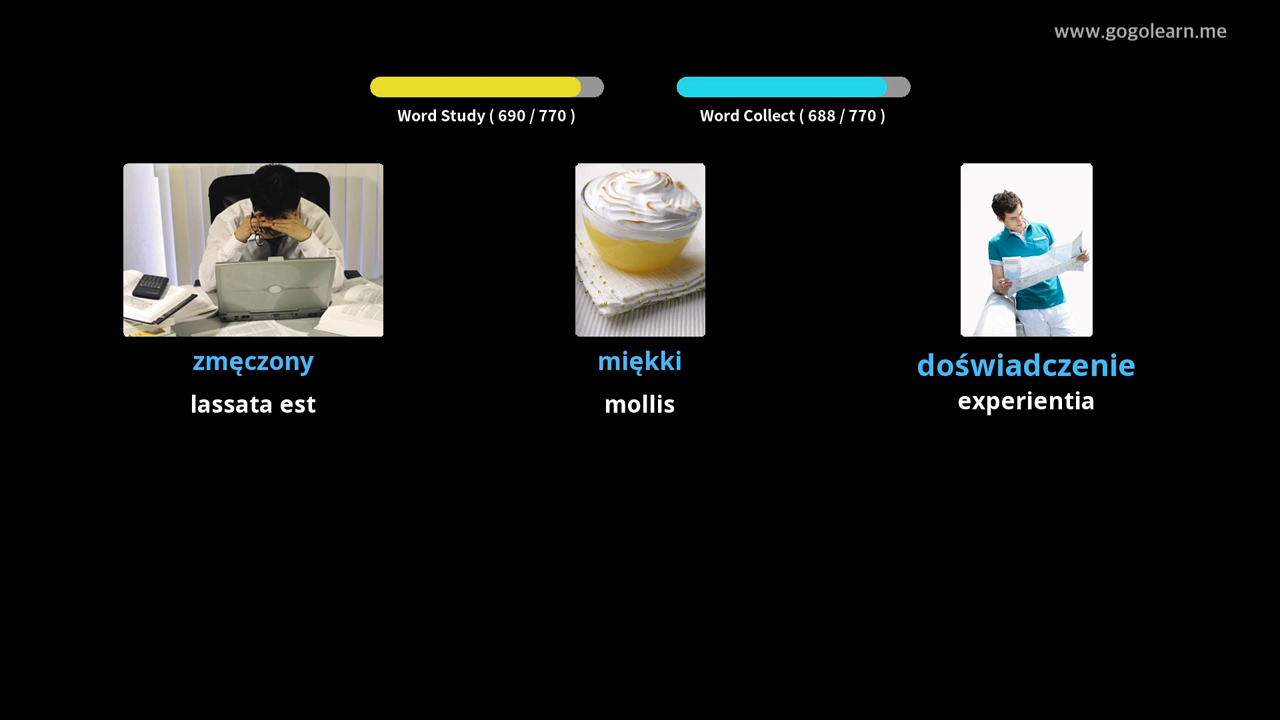 www.gogolearn.me
Word Study ( 690 / 770 )
Word Collect ( 688 / 770 )
zmęczony
lassata est
miękki
mollis
doświadczenie
experientia